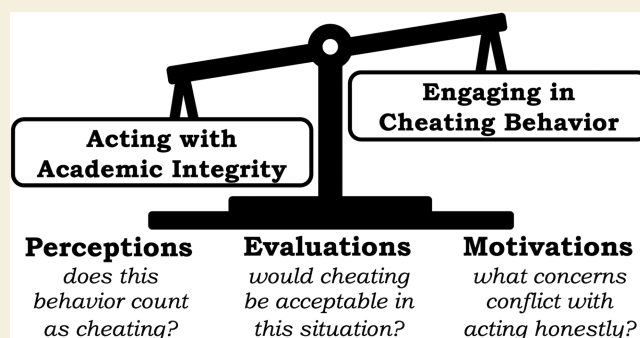 Engaging in
Cheating Behavior
Acting with
Academic Integrity
Perceptions
does this
behavior count
as cheating?
Evaluations
would cheating
be acceptable in
this situation?
Motivations
what concerns
conflict with
acting honestly?